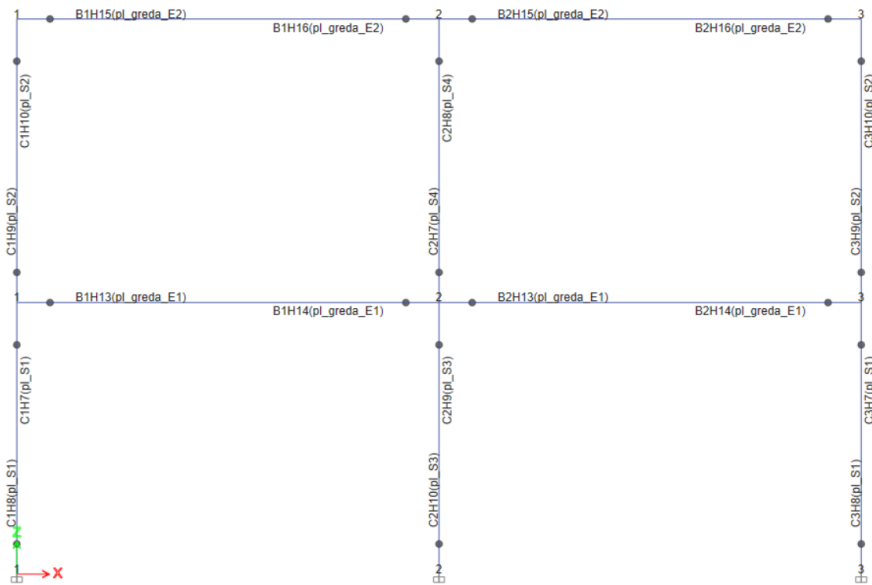 1
B1H15(pl_greda_E2)
B1H16(pl_greda_E2)
2
B2H15(pl_greda_E2)
B2H16(pl_greda_E2)
3
C1H10(pl_S2)
C2H8(pl_S4)
C3H10(pl_S2)
C1H9(pl_S2)
C2H7(pl_S4)
C3H9(pl_S2)
1
B1H13(pl_greda_E1)
B1H14(pl_greda_E1)
2
B2H13(pl_greda_E1)
B2H14(pl_greda_E1)
3
C1H7(pl_S1)
C2H9(pl_S3)
C3H7(pl_S1)
C1H8(pl_S1)
C2H10(pl_S3)
C3H8(pl_S1)
Z
1
X
2
3